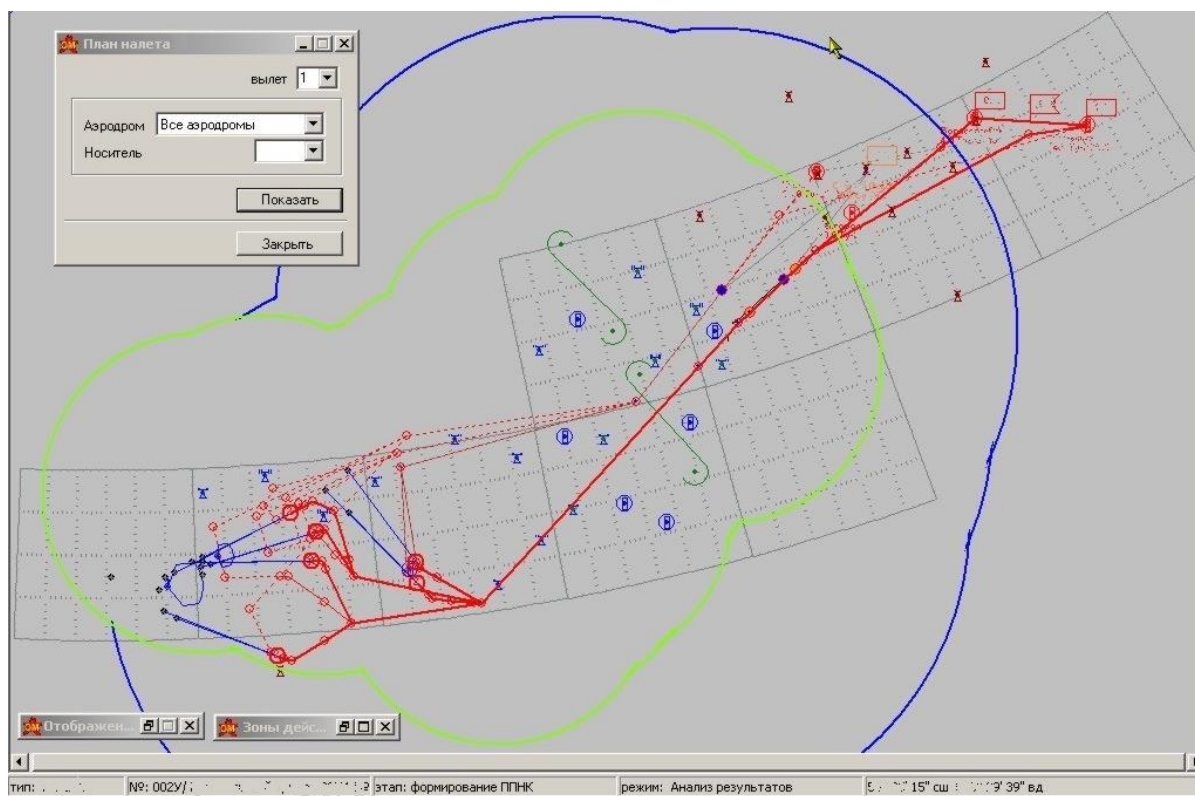 План налета
вылет 1
Аэродром Все аэродромы
Носитель
Показать
Закрыть
Отображен...
Зоны дейс...
тип:
№: 002У/
этап: формирование ППНК
режим: Анализ результатов
15" сш 9' 39" вд